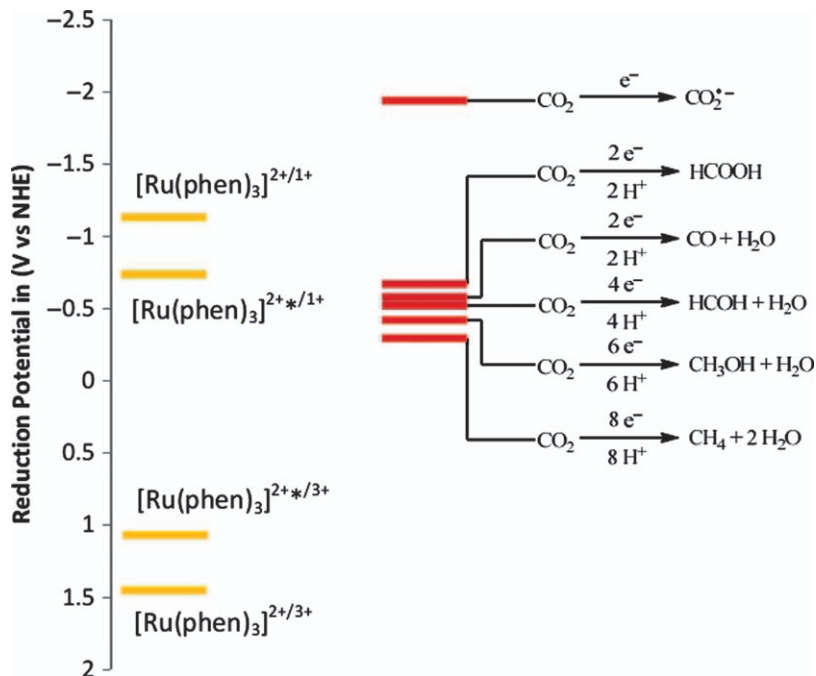 Reduction Potential in (V vs NHE)
−2.5
−2
−1.5
−1
−0.5
0
0.5
1
1.5
2
[Ru(phen)₃]²⁺/¹⁺
[Ru(phen)₃]²⁺*/¹⁺
[Ru(phen)₃]²⁺*/³⁺
[Ru(phen)₃]²⁺/³⁺
CO₂ e⁻ CO₂•⁻
CO₂ 2 e⁻ 2 H⁺ HCOOH
CO₂ 2 e⁻ 2 H⁺ CO + H₂O
CO₂ 4 e⁻ 4 H⁺ HCOH + H₂O
CO₂ 6 e⁻ 6 H⁺ CH₃OH + H₂O
CO₂ 8 e⁻ 8 H⁺ CH₄ + 2 H₂O